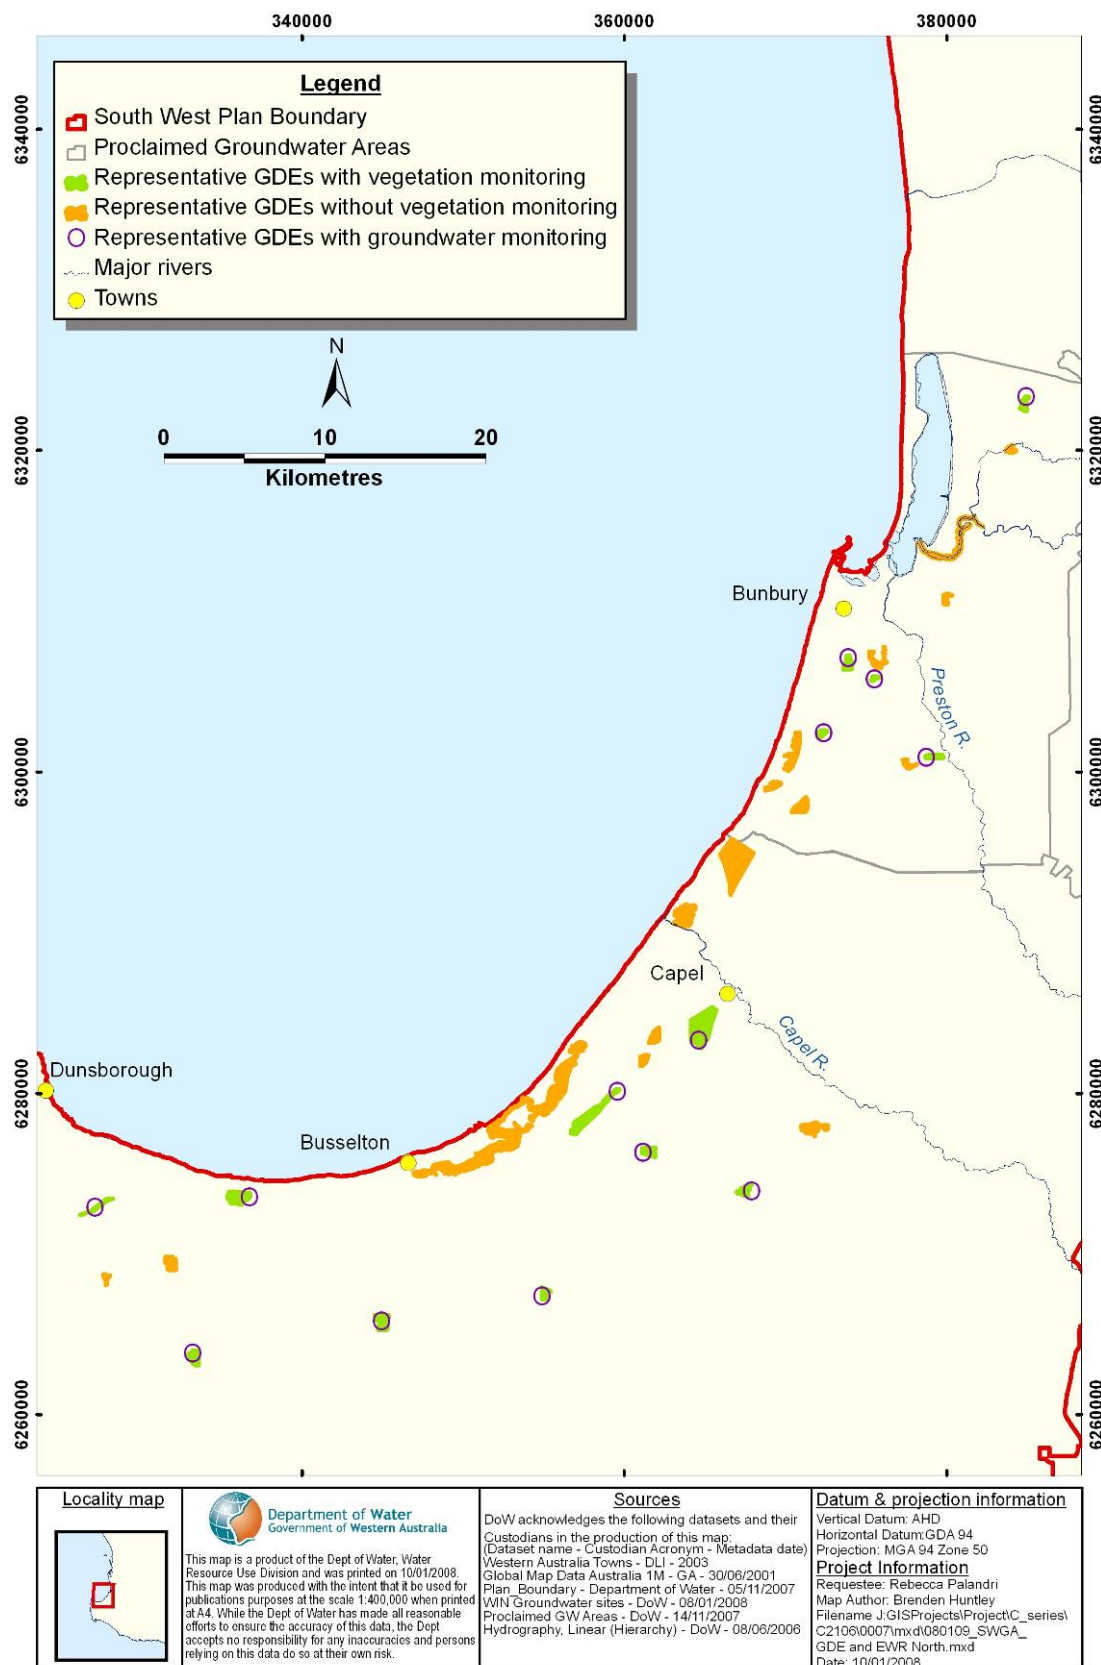 340000 360000 380000
Legend
South West Plan Boundary
Proclaimed Groundwater Areas
Representative GDEs with vegetation monitoring
Representative GDEs without vegetation monitoring
Representative GDEs with groundwater monitoring
Major rivers
Towns
6340000 6340000
N
0 10 20
Kilometres
6320000 6320000
Bunbury
Preston R.
6300000 6300000
Capel
Capel R.
Dunsborough
6280000 6280000
Busselton
6260000 6260000
Locality map
Department of Water
Government of Western Australia
This map is a product of the Dept of Water, Water
Resource Use Division and was printed on 10/01/2008.
This map was produced with the intent that it be used for
publications purposes at the scale 1:400,000 when printed
at A4. While the Dept of Water has made all reasonable
efforts to ensure the accuracy of this data, the Dept
accepts no responsibility for any inaccuracies and persons
relying on this data do so at their own risk.
Sources
DoW acknowledges the following datasets and their
Custodians in the production of this map:
(Dataset name - Custodian Acronym - Metadata date)
Western Australia Towns - DLI - 2003
Global Map Data Australia 1M - GA - 30/06/2001
Plan_Boundary - Department of Water - 05/11/2007
WIN Groundwater sites - DoW - 08/01/2008
Proclaimed GW Areas - DoW - 14/11/2007
Hydrography, Linear (Hierarchy) - DoW - 08/06/2006
Datum & projection information
Vertical Datum: AHD
Horizontal Datum:GDA 94
Projection: MGA 94 Zone 50
Project Information
Requestee: Rebecca Palandri
Map Author: Brenden Huntley
Filename J:GISProjects\Project\C_series\
C2106\0007\mxd\080109_SWGA_
GDE and EWR North.mxd
Date: 10/01/2008